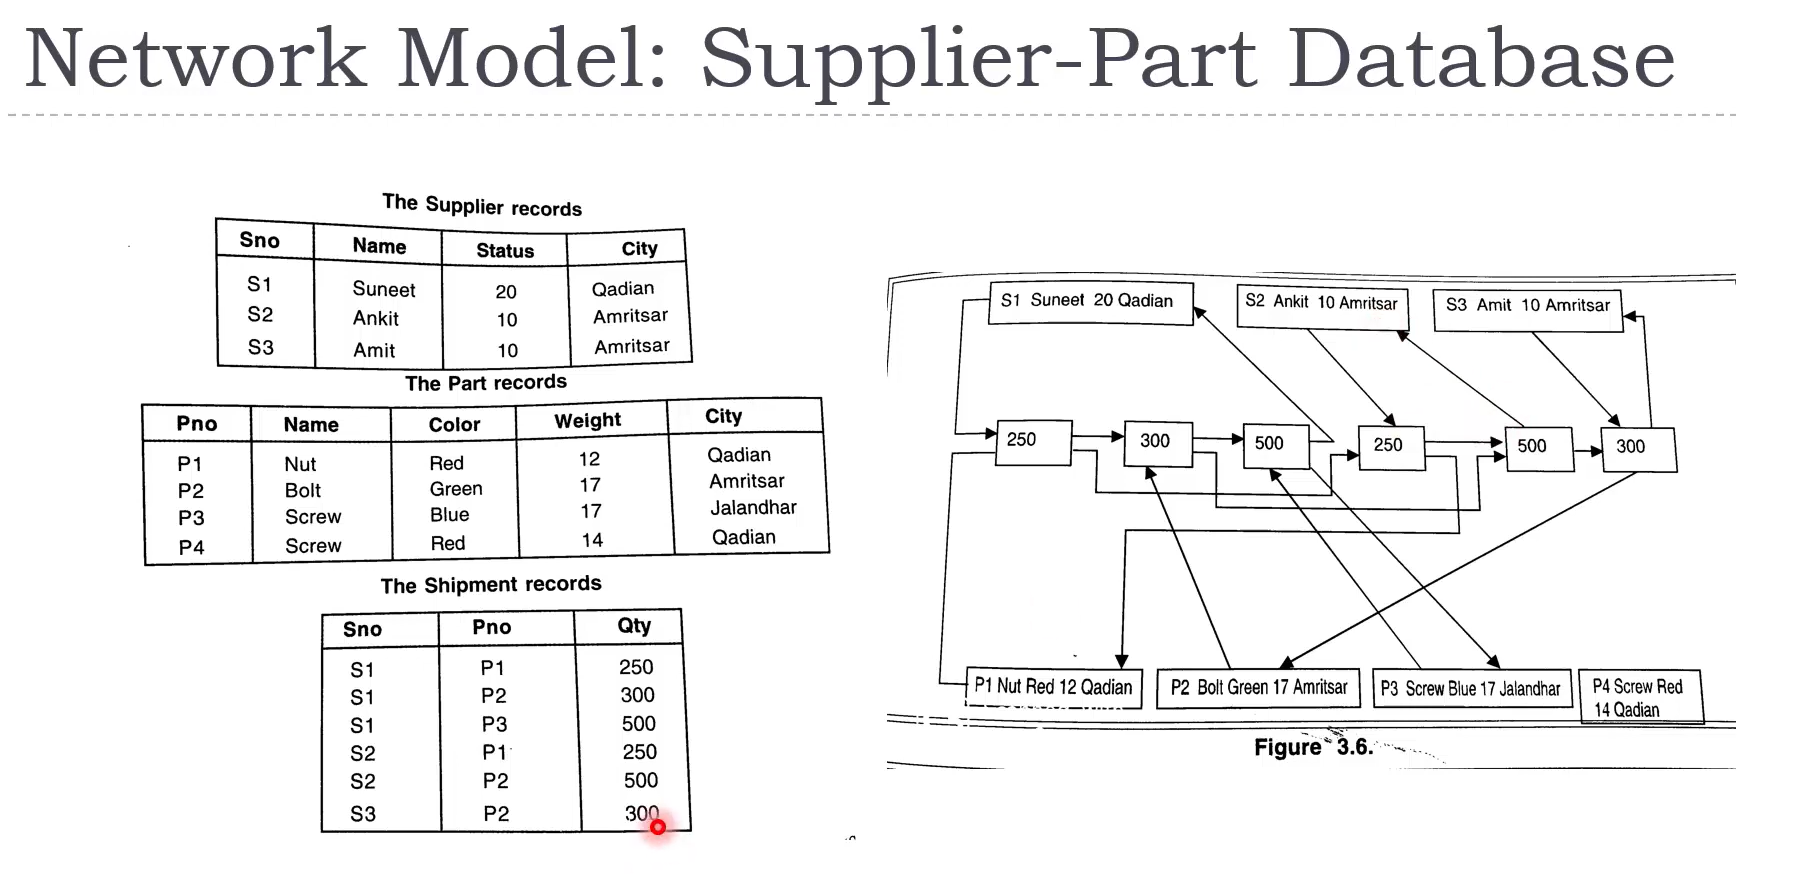 Network Model: Supplier-Part Database
The Supplier records
Sno Name Status City
S1 Suneet 20 Qadian
S2 Ankit 10 Amritsar
S3 Amit 10 Amritsar
The Part records
Pno Name Color Weight City
P1 Nut Red 12 Qadian
P2 Bolt Green 17 Amritsar
P3 Screw Blue 17 Jalandhar
P4 Screw Red 14 Qadian
The Shipment records
Sno Pno Qty
S1 P1 250
S1 P2 300
S1 P3 500
S2 P1 250
S2 P2 500
S3 P2 300
S1 Suneet 20 Qadian
S2 Ankit 10 Amritsar
S3 Amit 10 Amritsar
250 300 500 250 500 300
P1 Nut Red 12 Qadian
P2 Bolt Green 17 Amritsar
P3 Screw Blue 17 Jalandhar
P4 Screw Red
14 Qadian
Figure 3.6.